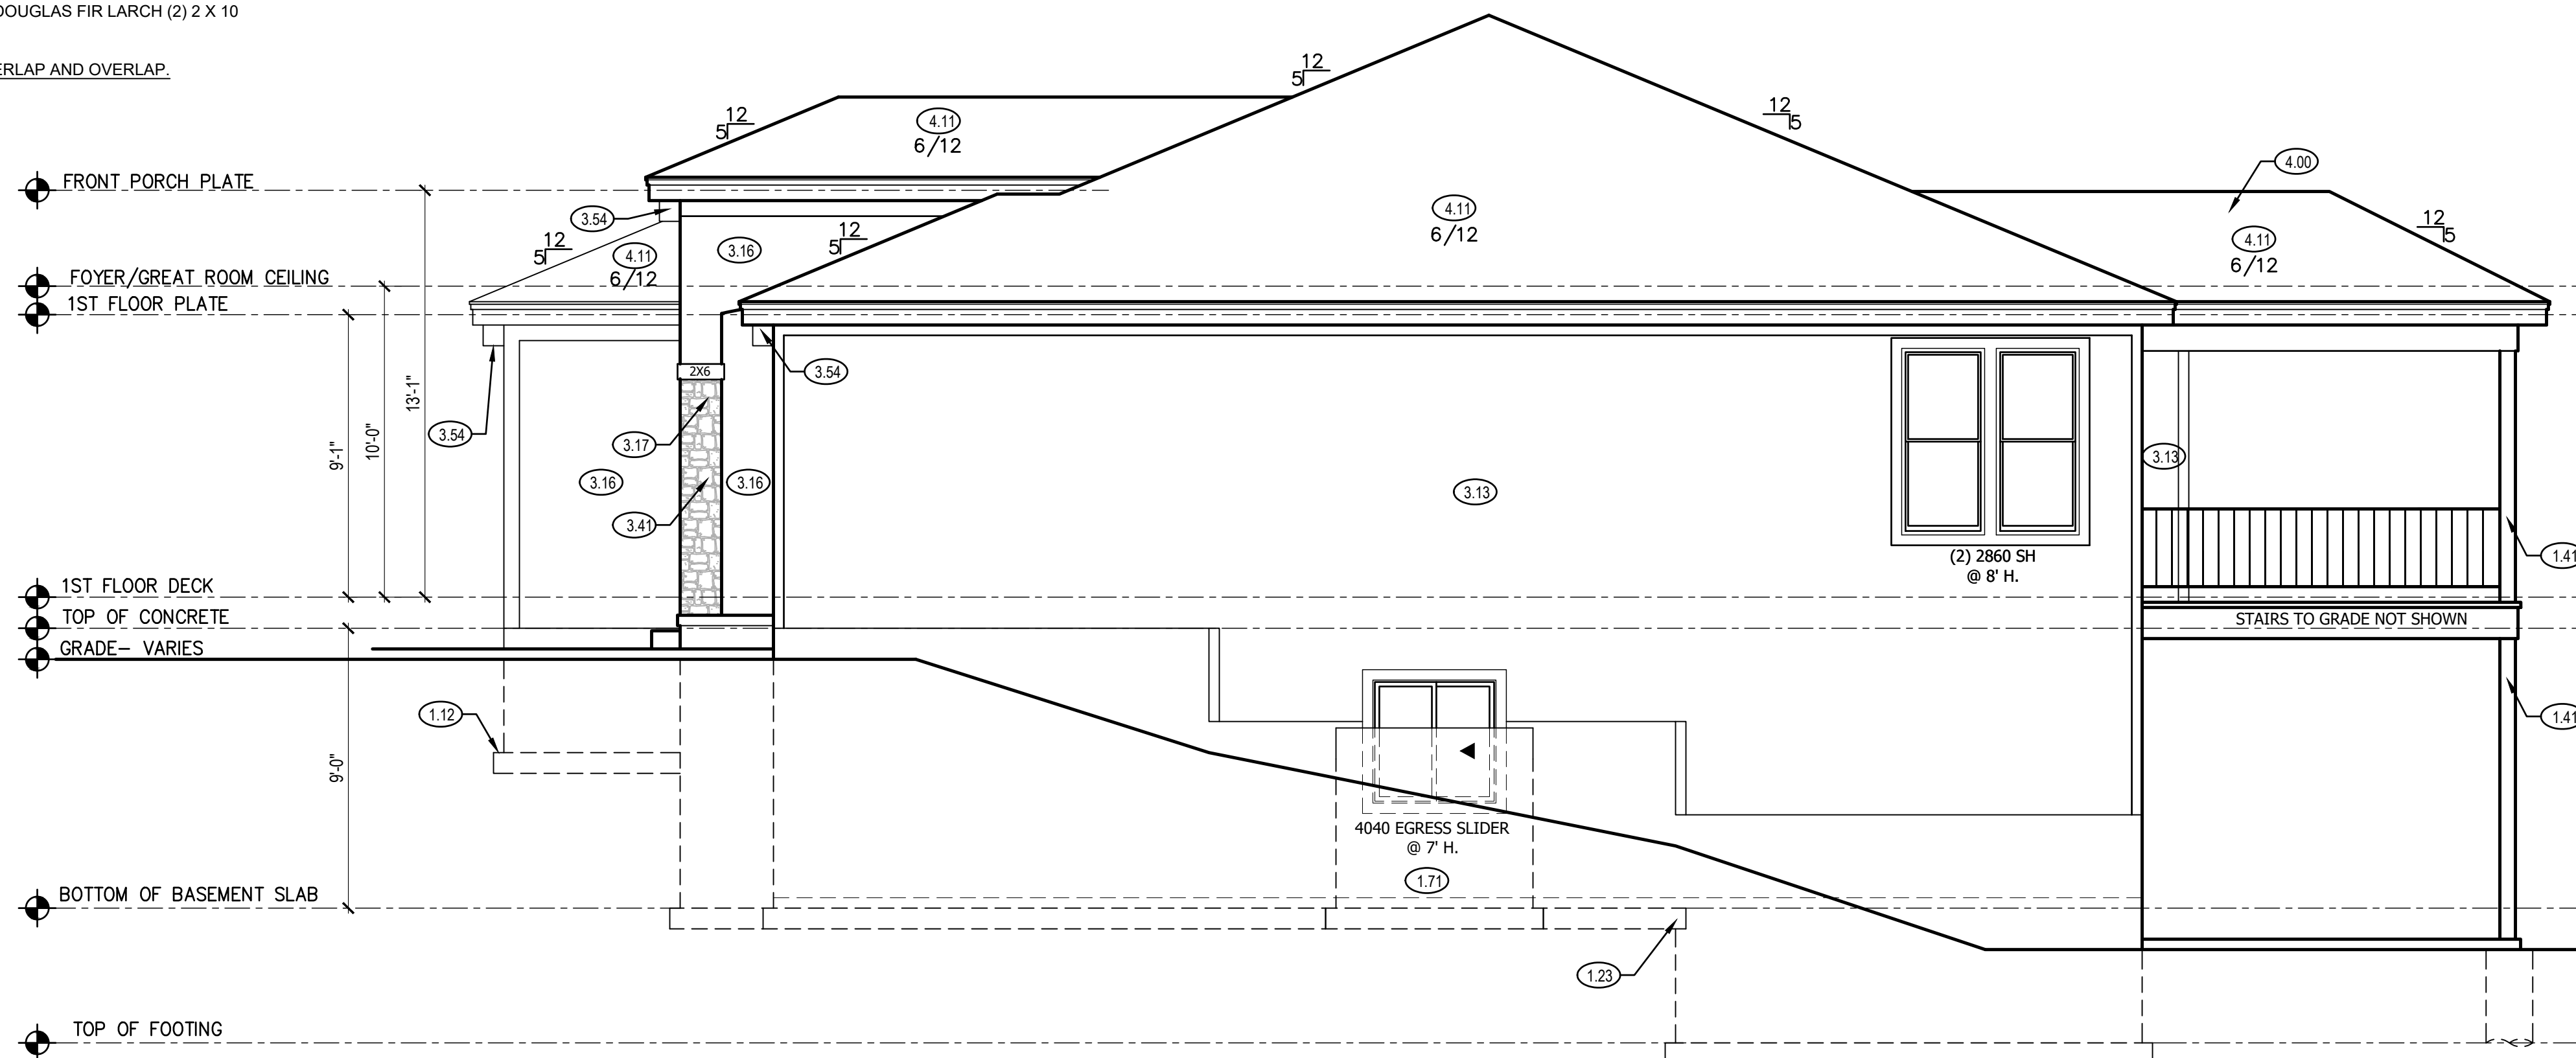 DOUGLAS FIR LARCH (2) 2 X 10
ERLAP AND OVERLAP.
12
5
12
5
12
5
4.11
6/12
4.00
FRONT PORCH PLATE
3.54
12
5
4.11
6/12
3.16
12
5
4.11
6/12
4.11
6/12
12
5
FOYER/GREAT ROOM CEILING
1ST FLOOR PLATE
2X6
3.54
13'-1"
10'-0"
9'-1"
3.54
3.17
3.16
3.16
3.41
3.13
3.13
(2) 2860 SH
@ 8' H.
1.41
1ST FLOOR DECK
TOP OF CONCRETE
STAIRS TO GRADE NOT SHOWN
GRADE- VARIES
1.12
1.41
9'-0"
4040 EGRESS SLIDER
@ 7' H.
1.71
BOTTOM OF BASEMENT SLAB
1.23
TOP OF FOOTING